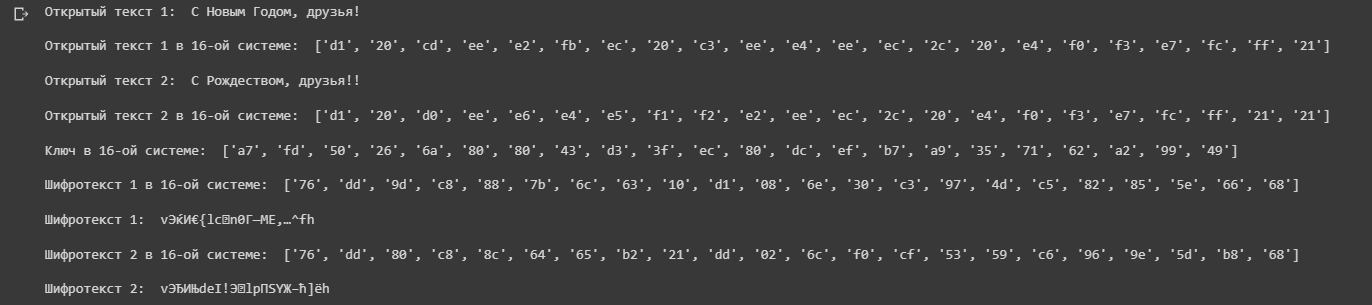 Открытый текст 1:  С Новым Годом, друзья!
Открытый текст 1 в 16-ой системе:  ['d1', '20', 'cd', 'ee', 'e2', 'fb', 'ec', '20', 'c3', 'ee', 'e4', 'ee', 'ec', '2c', '20', 'e4', 'f0', 'f3', 'e7', 'fc', 'ff', '21']
Открытый текст 2:  С Рождеством, друзья!!
Открытый текст 2 в 16-ой системе:  ['d1', '20', 'd0', 'ee', 'e6', 'e4', 'e5', 'f1', 'f2', 'e2', 'ee', 'ec', '2c', '20', 'e4', 'f0', 'f3', 'e7', 'fc', 'ff', '21', '21']
Ключ в 16-ой системе:  ['a7', 'fd', '50', '26', '6a', '80', '80', '43', 'd3', '3f', 'ec', '80', 'dc', 'ef', 'b7', 'a9', '35', '71', '62', 'a2', '99', '49']
Шифротекст 1 в 16-ой системе:  ['76', 'dd', '9d', 'c8', '88', '7b', '6c', '63', '10', 'd1', '08', '6e', '30', 'c3', '97', '4d', 'c5', '82', '85', '5e', '66', '68']
Шифротекст 1:  vЭќИ€{lc�n0Г—МЕ‚…^fh
Шифротекст 2 в 16-ой системе:  ['76', 'dd', '80', 'c8', '8c', '64', '65', 'b2', '21', 'dd', '02', '6c', 'f0', 'cf', '53', '59', 'c6', '96', '9e', '5d', 'b8', '68']
Шифротекст 2:  vЭЂИЊdeІ!Э�lрПSYЖ–ћ]ёh